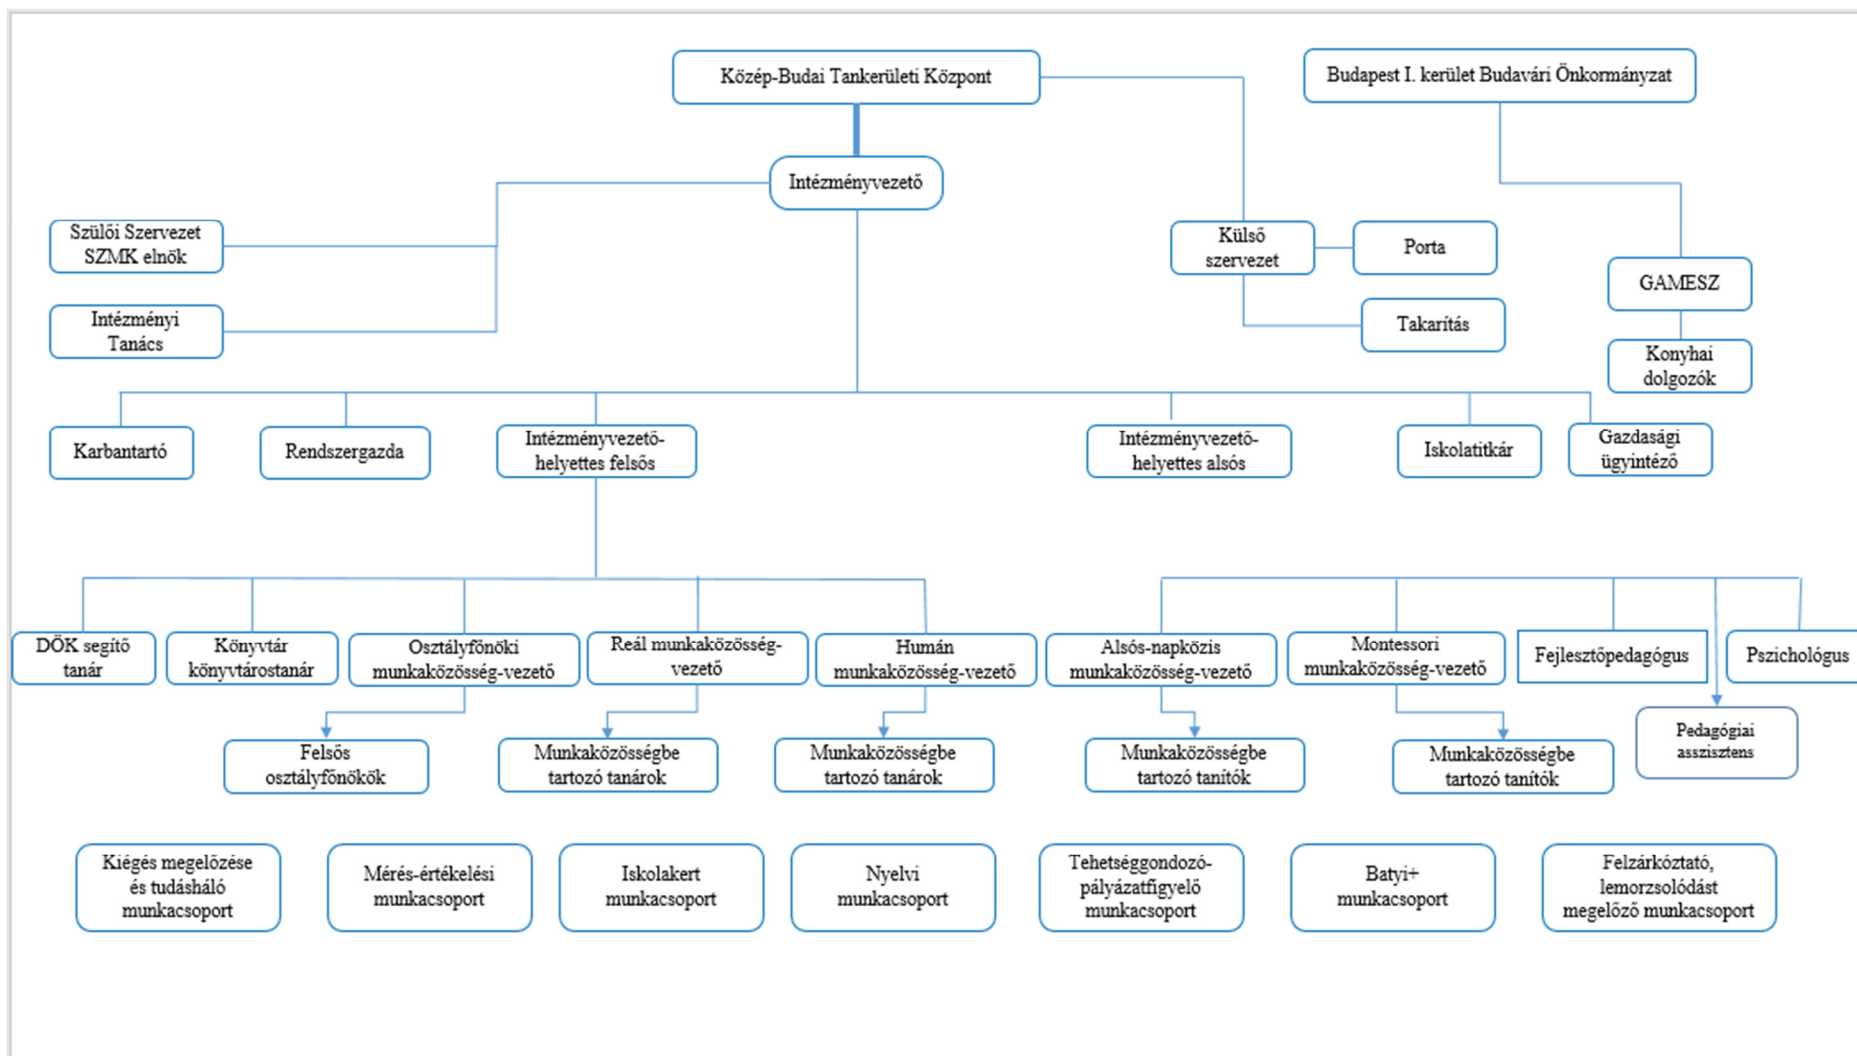 Közép-Budai Tankerületi Központ
Budapest I. kerület Budavári Önkormányzat
Intézményvezető
Szülői Szervezet
SZMK elnök
Külső
szervezet
Porta
GAMESZ
Intézményi
Tanács
Takarítás
Konyhai
dolgozók
Karbantartó
Rendszergazda
Intézményvezető-
helyettes felsős
Intézményvezető-
helyettes alsós
Iskolatitkár
Gazdasági
ügyintéző
DÖK segítő
tanár
Könyvtár
könyvtárostanár
Osztályfőnöki
munkaközösség-vezető
Reál munkaközösség-
vezető
Humán
munkaközösség-vezető
Alsós-napközis
munkaközösség-vezető
Montessori
munkaközösség-vezető
Fejlesztőpedagógus
Pszichológus
Felsős
osztályfőnökök
Munkaközösségbe
tartozó tanárok
Munkaközösségbe
tartozó tanárok
Munkaközösségbe
tartozó tanítók
Munkaközösségbe
tartozó tanítók
Pedagógiai
asszisztens
Kiégés megelőzése
és tudásháló
munkacsoport
Mérés-értékelési
munkacsoport
Iskolakert
munkacsoport
Nyelvi
munkacsoport
Tehetséggondozó-
pályázatfigyelő
munkacsoport
Batyi+
munkacsoport
Felzárkóztató,
lemorzsolódást
megelőző munkacsoport